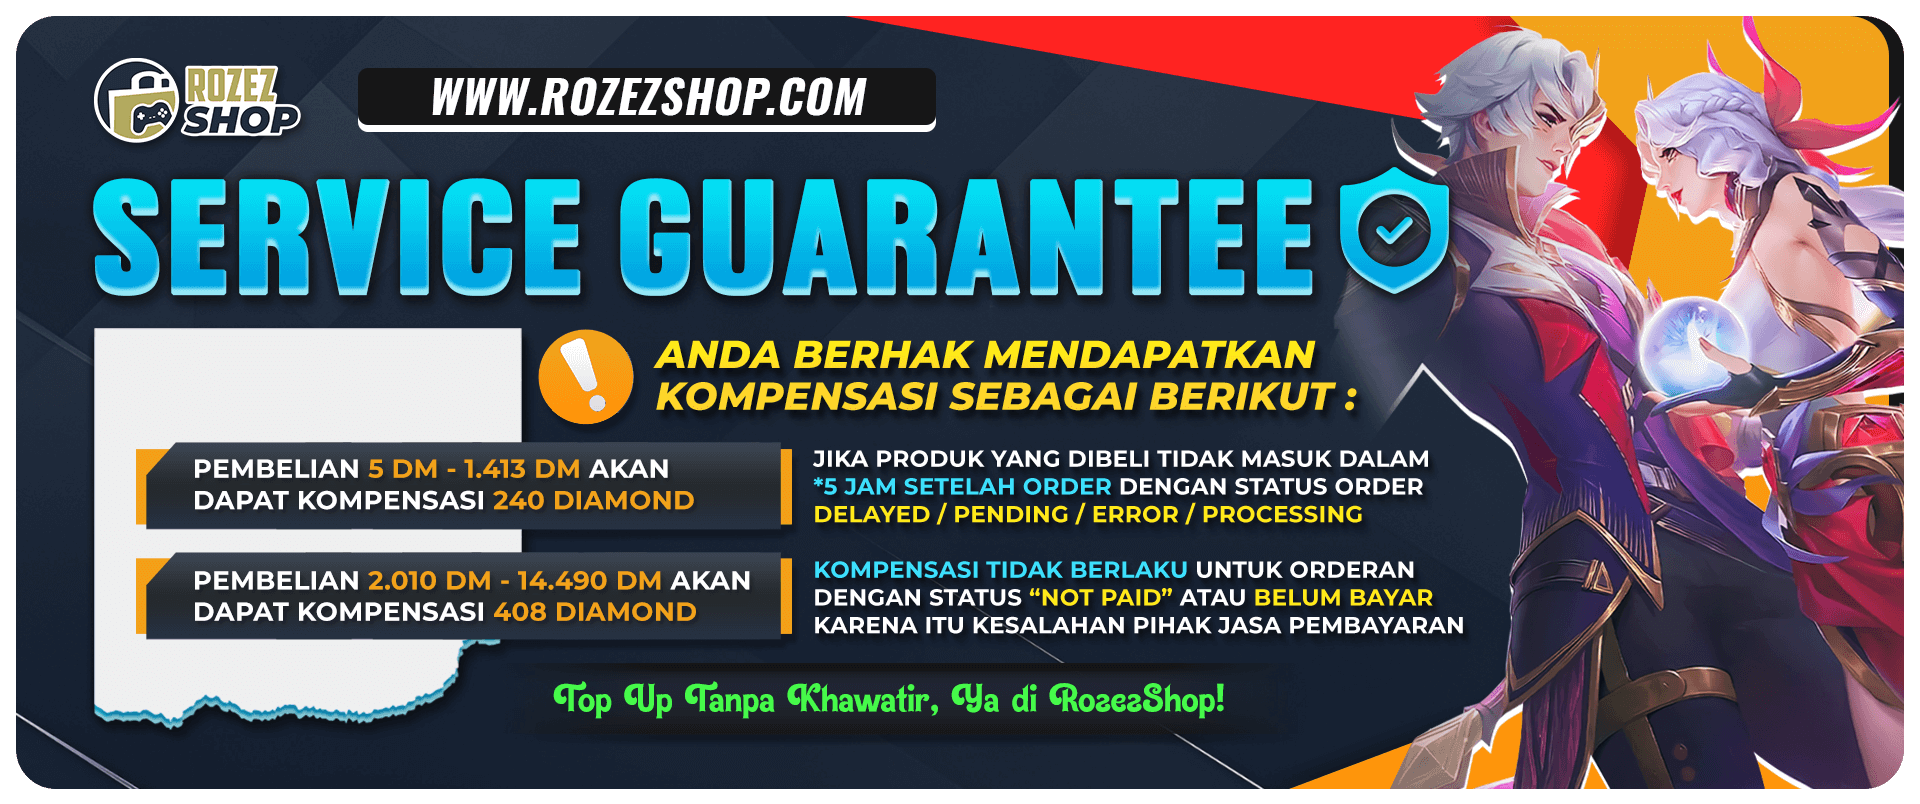 ROZEZ
SHOP
WWW.ROZEZSHOP.COM
SERVICE GUARANTEE
ANDA BERHAK MENDAPATKAN
KOMPENSASI SEBAGAI BERIKUT :
PEMBELIAN 5 DM - 1.413 DM AKAN
DAPAT KOMPENSASI 240 DIAMOND
JIKA PRODUK YANG DIBELI TIDAK MASUK DALAM
*5 JAM SETELAH ORDER DENGAN STATUS ORDER
DELAYED / PENDING / ERROR / PROCESSING
PEMBELIAN 2.010 DM - 14.490 DM AKAN
DAPAT KOMPENSASI 408 DIAMOND
KOMPENSASI TIDAK BERLAKU UNTUK ORDERAN
DENGAN STATUS “NOT PAID” ATAU BELUM BAYAR
KARENA ITU KESALAHAN PIHAK JASA PEMBAYARAN
Top Up Tanpa Khawatir, Ya di RozezShop!